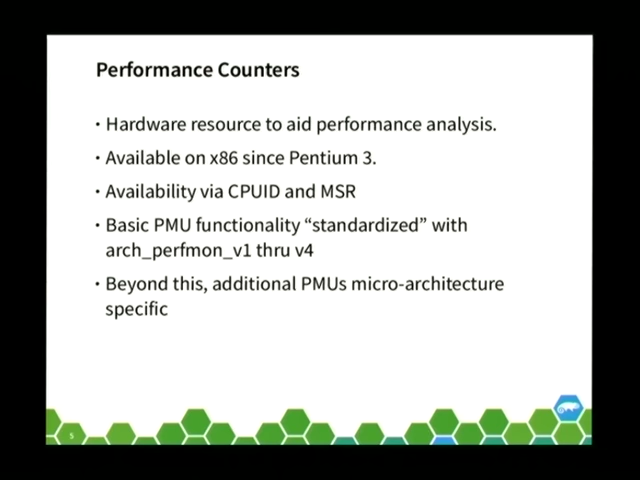 Performance Counters
· Hardware resource to aid performance analysis.
· Available on x86 since Pentium 3.
· Availability via CPUID and MSR
· Basic PMU functionality “standardized” with
arch_perfmon_v1 thru v4
· Beyond this, additional PMUs micro-architecture
specific
5